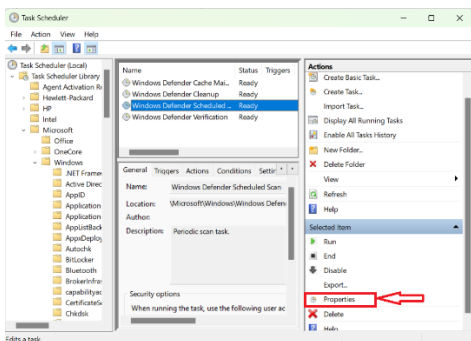 Task Scheduler
File Action View Help
Task Scheduler (Local)
Task Scheduler Library
Agent Activation R
Hewlett-Packard
HP
Intel
Microsoft
Office
OneCore
Windows
.NET Framew
Active Direc
AppID
Application
Application
AppListBack
AppxDeploy
Autochk
BitLocker
Bluetooth
BrokerInfras
capabilityac
CertificateSe
Chkdsk
Name Status Triggers
Windows Defender Cache Mai... Ready
Windows Defender Cleanup Ready
Windows Defender Scheduled ... Ready
Windows Defender Verification Ready
General Triggers Actions Conditions Settin
Name: Windows Defender Scheduled Scan
Location: \Microsoft\Windows\Windows Defen
Author:
Description: Periodic scan task.
Security options
When running the task, use the following user ac
Actions
Create Basic Task...
Create Task...
Import Task...
Display All Running Tasks
Enable All Tasks History
New Folder...
Delete Folder
View
Refresh
Help
Selected Item
Run
End
Disable
Export...
Properties
Delete
Help
Edits a task.